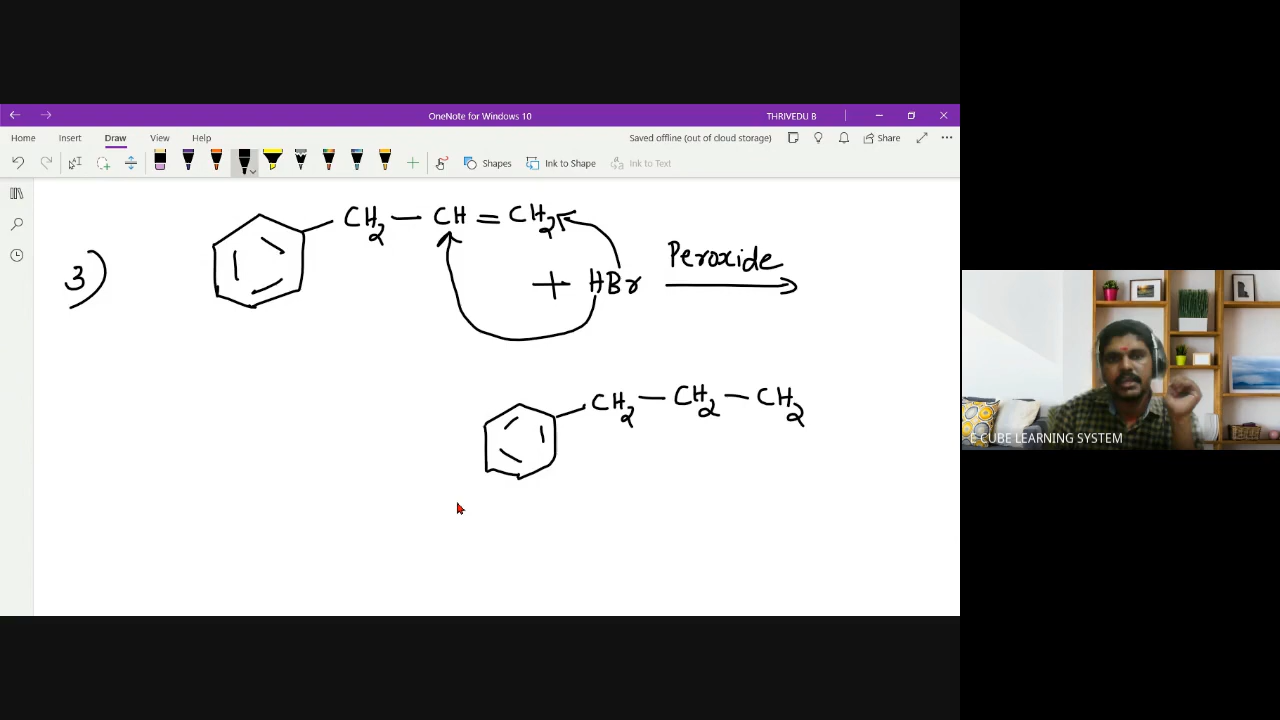 OneNote for Windows 10
THRIVEDU B
Home Insert Draw View Help
Saved offline (out of cloud storage)
Share
Shapes
Ink to Shape
Ink to Text
CH2 — CH = CH2
3)
+ HBr
Peroxide
CH2 — CH2 — CH2
E CUBE LEARNING SYSTEM